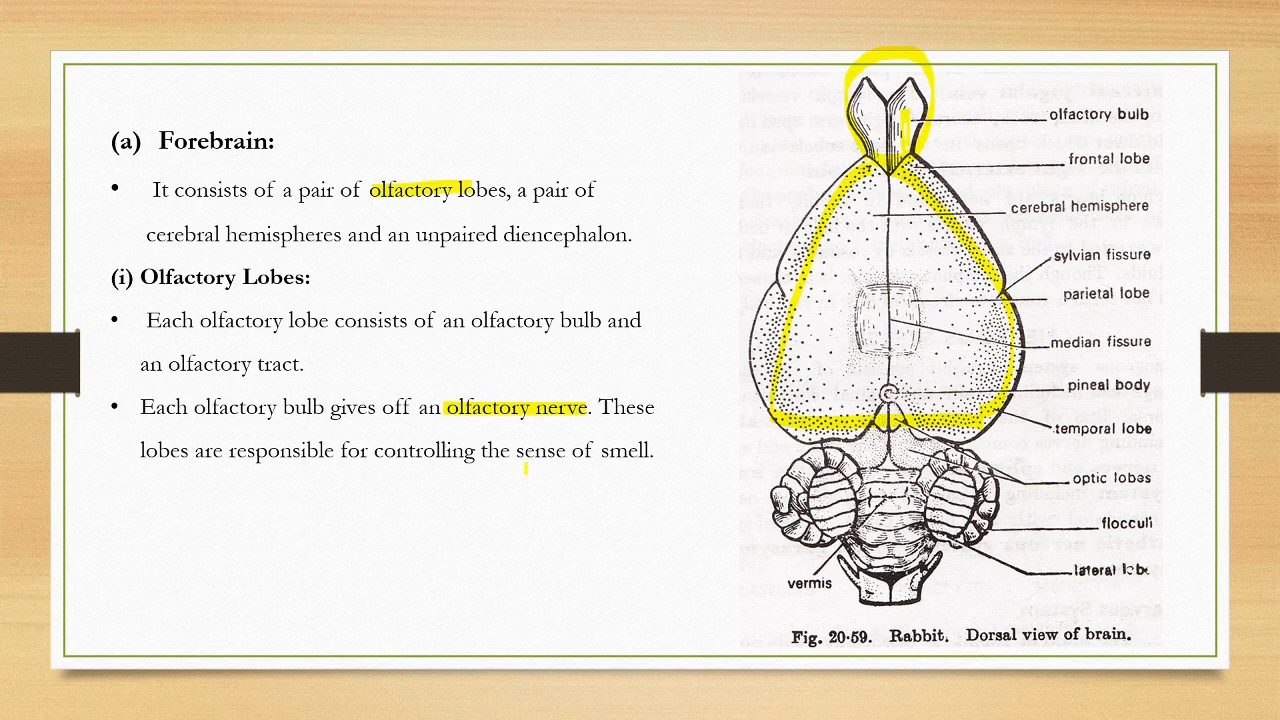 (a) Forebrain:
• It consists of a pair of olfactory lobes, a pair of
cerebral hemispheres and an unpaired diencephalon.
(i) Olfactory Lobes:
• Each olfactory lobe consists of an olfactory bulb and
an olfactory tract.
• Each olfactory bulb gives off an olfactory nerve. These
lobes are responsible for controlling the sense of smell.
olfactory bulb
frontal lobe
cerebral hemisphere
sylvian fissure
parietal lobe
median fissure
pineal body
temporal lobe
optic lobes
flocculi
lateral
vermis
Fig. 20·59. Rabbit. Dorsal view of brain.